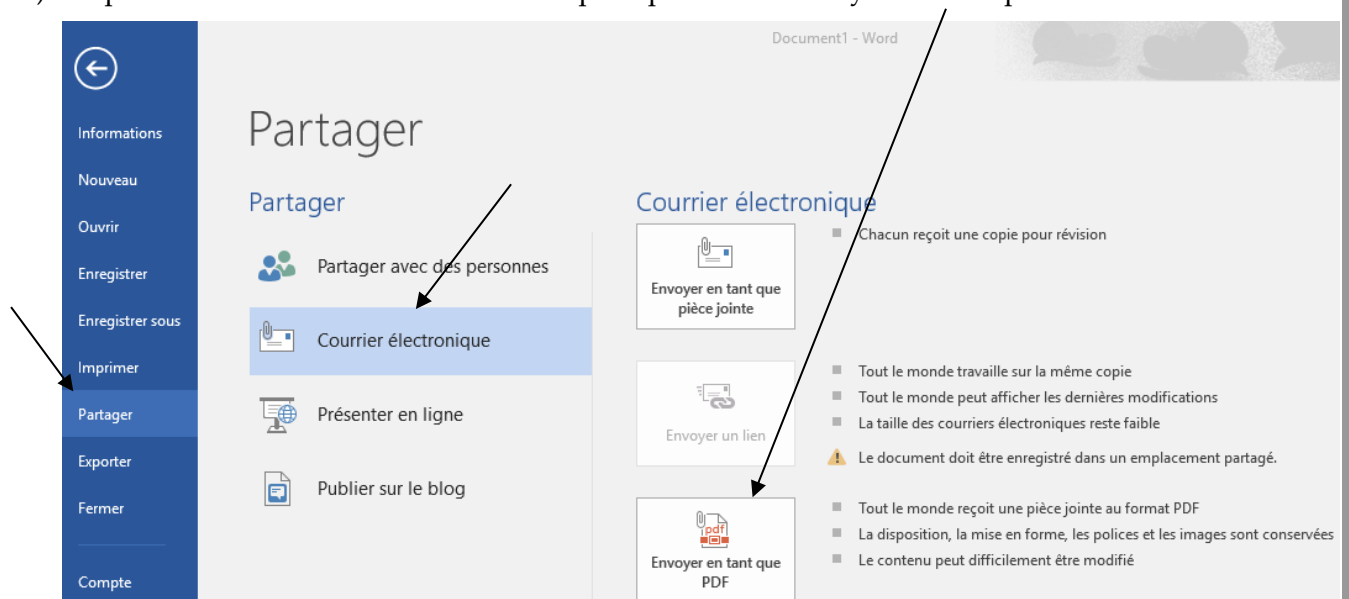 Document1 - Word
Informations
Nouveau
Ouvrir
Enregistrer
Enregistrer sous
Imprimer
Partager
Exporter
Fermer
Compte
Partager
Partager
Partager avec des personnes
Courrier électronique
Présenter en ligne
Publier sur le blog
Courrier électronique
Envoyer en tant que
pièce jointe
Chacun reçoit une copie pour révision
Envoyer un lien
Tout le monde travaille sur la même copie
Tout le monde peut afficher les dernières modifications
La taille des courriers électroniques reste faible
Le document doit être enregistré dans un emplacement partagé.
pdf
Envoyer en tant que
PDF
Tout le monde reçoit une pièce jointe au format PDF
La disposition, la mise en forme, les polices et les images sont conservées
Le contenu peut difficilement être modifié